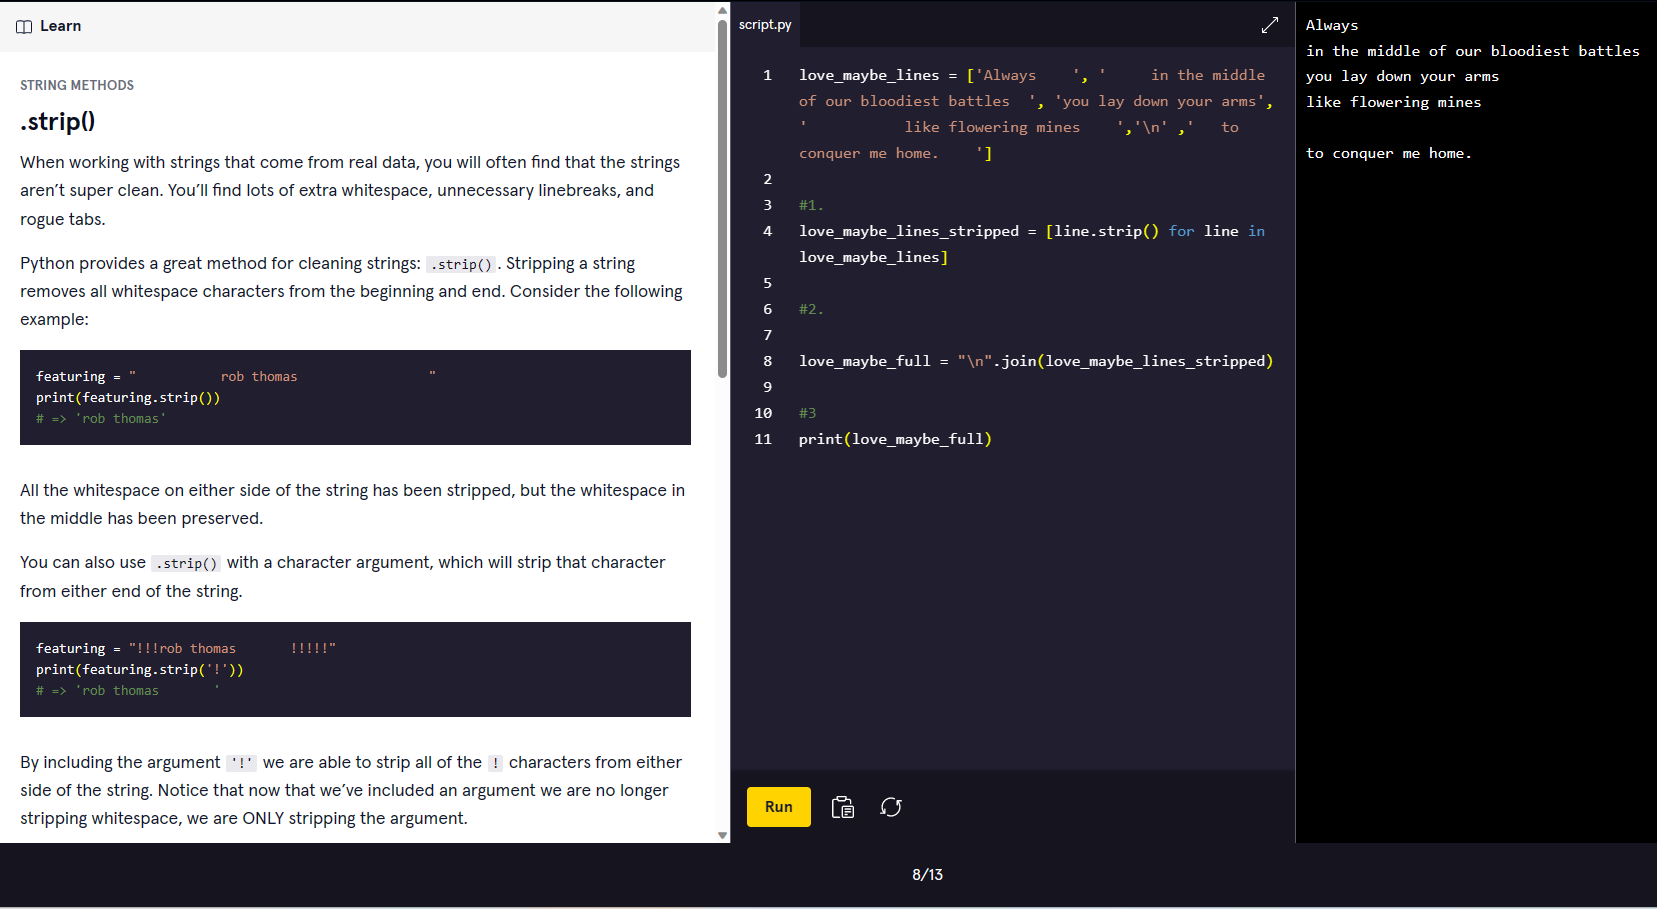 Learn
STRING METHODS
.strip()
When working with strings that come from real data, you will often find that the strings
aren’t super clean. You’ll find lots of extra whitespace, unnecessary linebreaks, and
rogue tabs.
Python provides a great method for cleaning strings: .strip(). Stripping a string
removes all whitespace characters from the beginning and end. Consider the following
example:
featuring = "           rob thomas                 "
print(featuring.strip())
# => 'rob thomas'
All the whitespace on either side of the string has been stripped, but the whitespace in
the middle has been preserved.
You can also use .strip() with a character argument, which will strip that character
from either end of the string.
featuring = "!!!rob thomas       !!!!!"
print(featuring.strip('!'))
# => 'rob thomas       '
By including the argument '!' we are able to strip all of the ! characters from either
side of the string. Notice that now that we’ve included an argument we are no longer
stripping whitespace, we are ONLY stripping the argument.
script.py
1 love_maybe_lines = ['Always    ', '     in the middle
of our bloodiest battles  ', 'you lay down your arms',
'           like flowering mines    ','\n' ,'   to
conquer me home.    ']
2
3 #1.
4 love_maybe_lines_stripped = [line.strip() for line in
love_maybe_lines]
5
6 #2.
7
8 love_maybe_full = "\n".join(love_maybe_lines_stripped)
9
10 #3
11 print(love_maybe_full)
Run
Always
in the middle of our bloodiest battles
you lay down your arms
like flowering mines
to conquer me home.
8/13